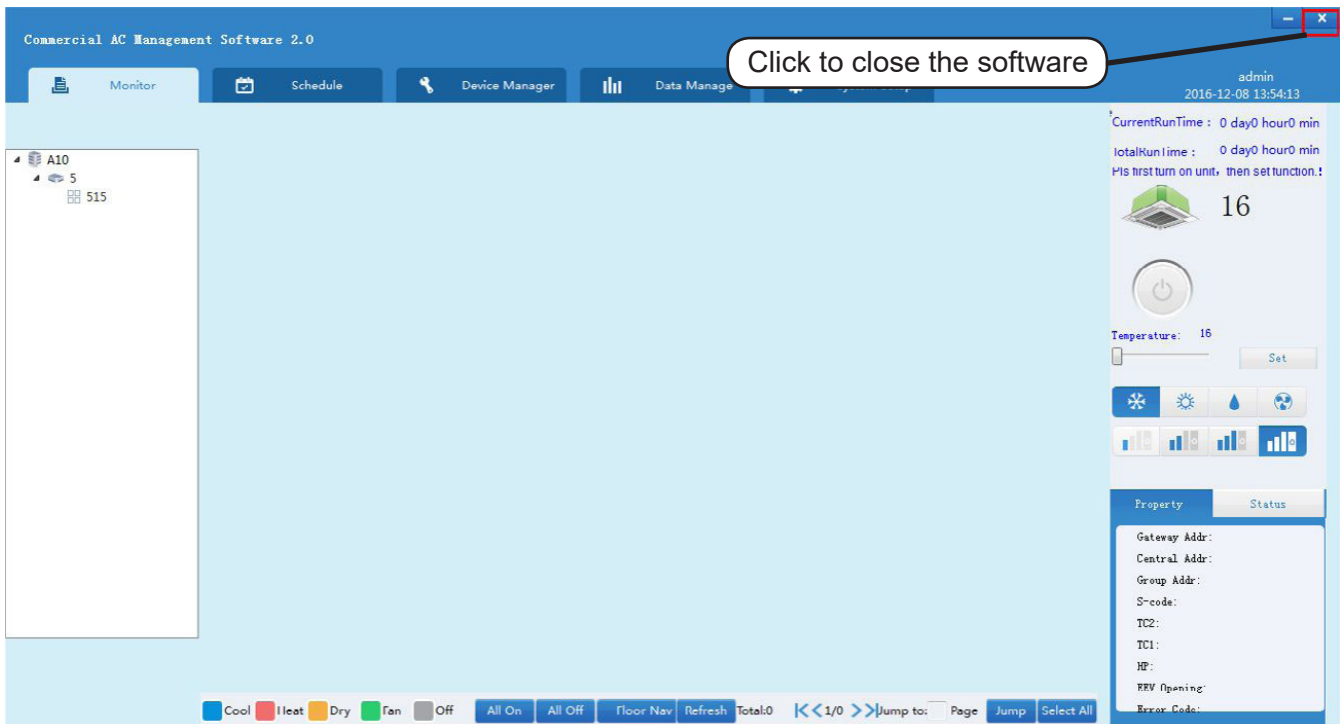 Commercial AC Management Software 2.0
Click to close the software
Monitor
Schedule
Device Manager
Data Manage
admin
2016-12-08 13:54:13
CurrentRunTime : 0 day0 hour0 min
TotalRunTime : 0 day0 hour0 min
Pls first turn on unit, then set function.!
A10
5
515
16
Temperature: 16
Set
Property
Status
Gateway Addr:
Central Addr:
Group Addr:
S-code:
TC2:
TC1:
HP:
EEV Opening:
Error Code:
Cool Heat Dry Fan Off All On All Off Floor Nav Refresh Total:0 1/0 Jump to: Page Jump Select All